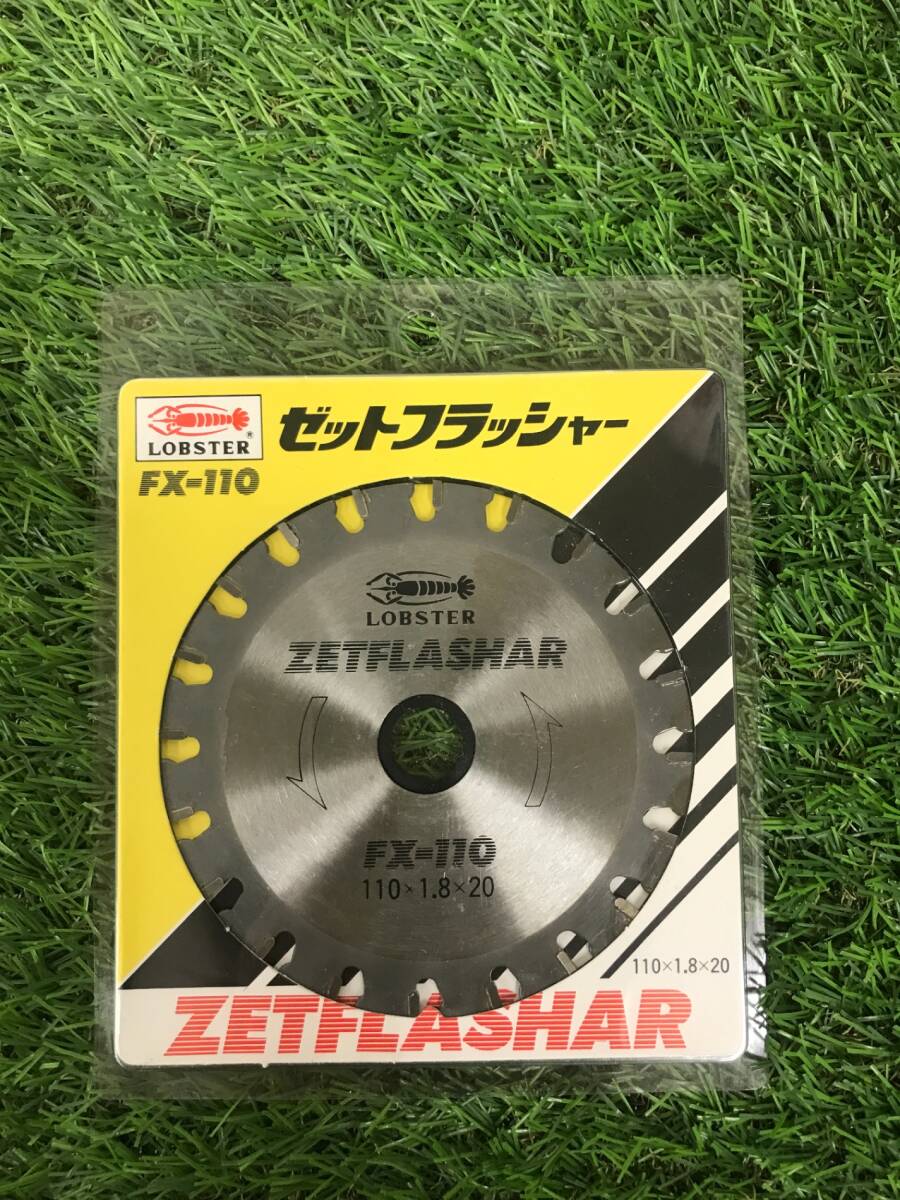 LOBSTER ®
ゼットフラッシャー
FX-110
LOBSTER
ZETFLASHAR
FX-110
110×1.8×20
110×1.8×20
ZETFLASHAR